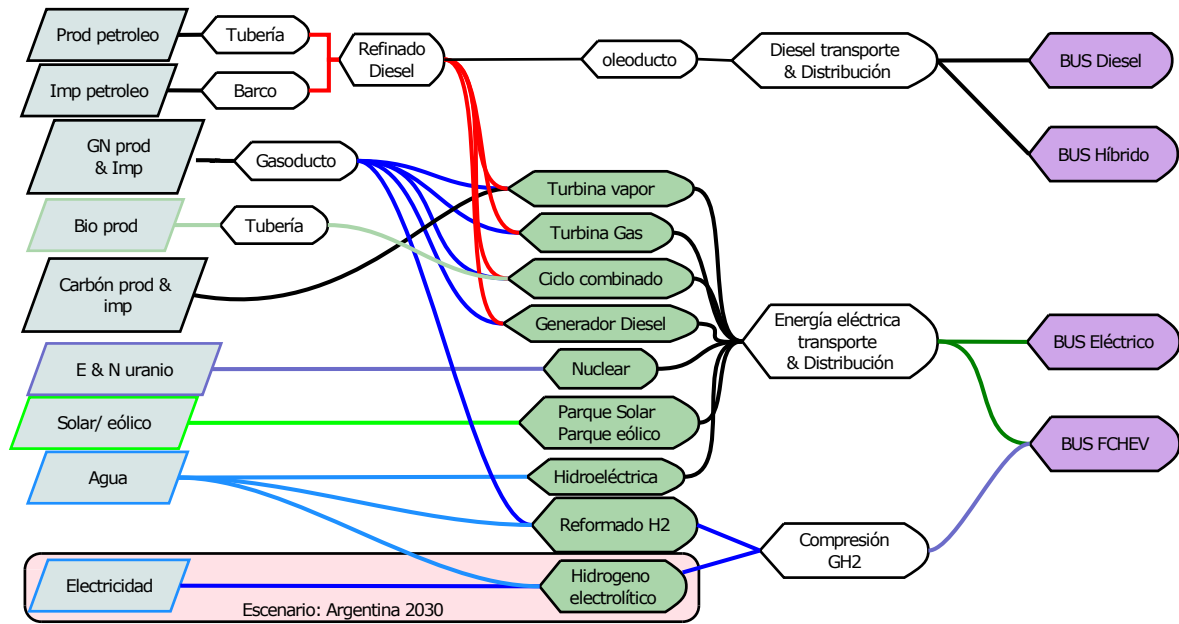 Prod petroleo
Tubería
Refinado
Diesel
oleoducto
Diesel transporte
& Distribución
BUS Diesel
Imp petroleo
Barco
BUS Híbrido
GN prod
& Imp
Gasoducto
Turbina vapor
Bio prod
Tubería
Turbina Gas
Carbón prod &
imp
Ciclo combinado
Generador Diesel
Energía eléctrica
transporte
& Distribución
BUS Eléctrico
E & N uranio
Nuclear
Solar/ eólico
Parque Solar
Parque eólico
BUS FCHEV
Agua
Hidroeléctrica
Reformado H2
Compresión
GH2
Electricidad
Hidrogeno
electrolítico
Escenario: Argentina 2030